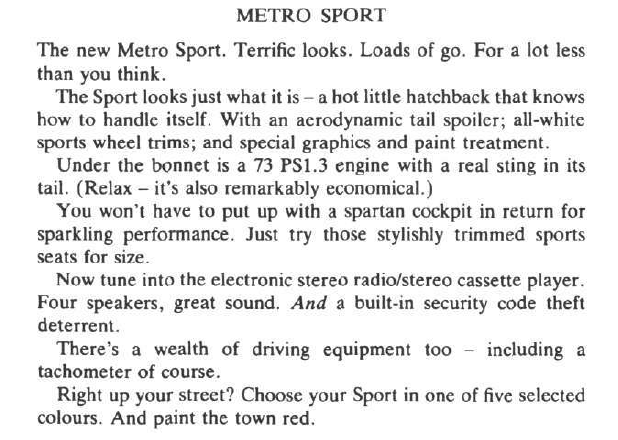 METRO SPORT
The new Metro Sport. Terrific looks. Loads of go. For a lot less
than you think.
The Sport looks just what it is – a hot little hatchback that knows
how to handle itself. With an aerodynamic tail spoiler; all-white
sports wheel trims; and special graphics and paint treatment.
Under the bonnet is a 73 PS1.3 engine with a real sting in its
tail. (Relax – it's also remarkably economical.)
You won't have to put up with a spartan cockpit in return for
sparkling performance. Just try those stylishly trimmed sports
seats for size.
Now tune into the electronic stereo radio/stereo cassette player.
Four speakers, great sound. And a built-in security code theft
deterrent.
There's a wealth of driving equipment too – including a
tachometer of course.
Right up your street? Choose your Sport in one of five selected
colours. And paint the town red.